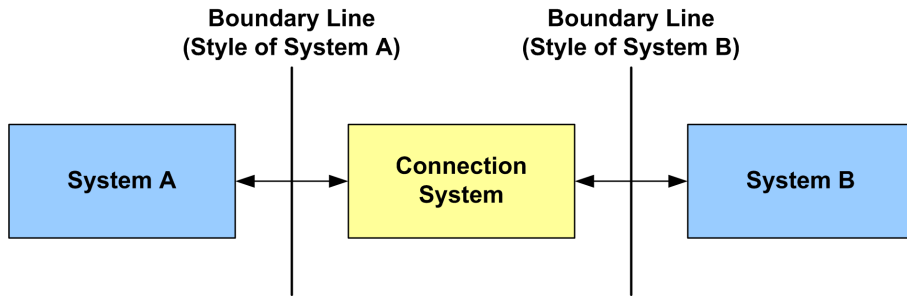 Boundary Line
(Style of System A)
Boundary Line
(Style of System B)
System A
Connection
System
System B